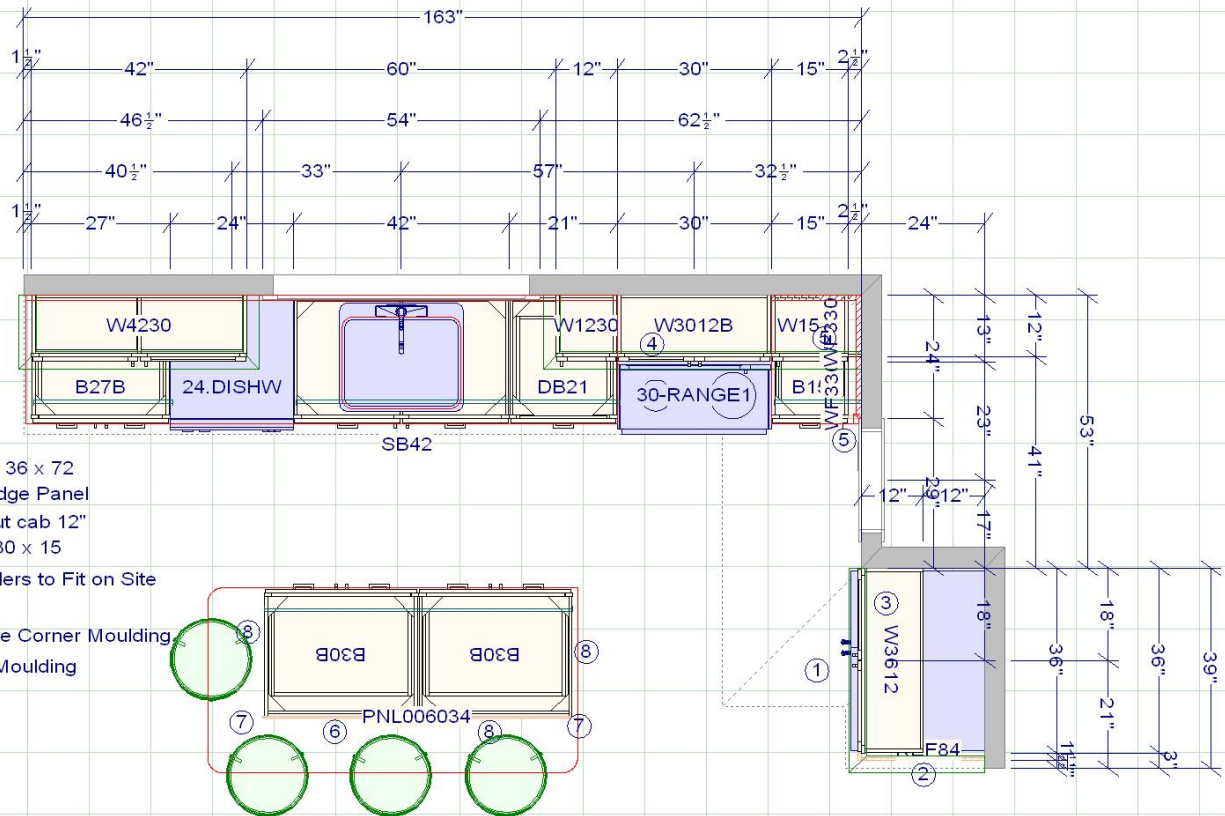 163"
1½" 42" 60" 12" 30" 15" 2½"
46½" 54" 62½"
40½" 33" 57" 32½"
1½" 27" 24" 42" 21" 30" 15" 2½" 24"
W4230 W1230 W3012B W15
4
B27B 24.DISHW DB21 30-RANGE1
SB42
5
13" 12"
24"
23"
53"
41"
12" 12"
29"
17"
36 x 72
dge Panel
ut cab 12"
30 x 15
lers to Fit on Site
e Corner Moulding
Moulding
8
B30B B30B
8
PNL006034
7 6 8 7
1
3
W3612
18"
36"
18"
36"
39"
21"
F84
3"
2